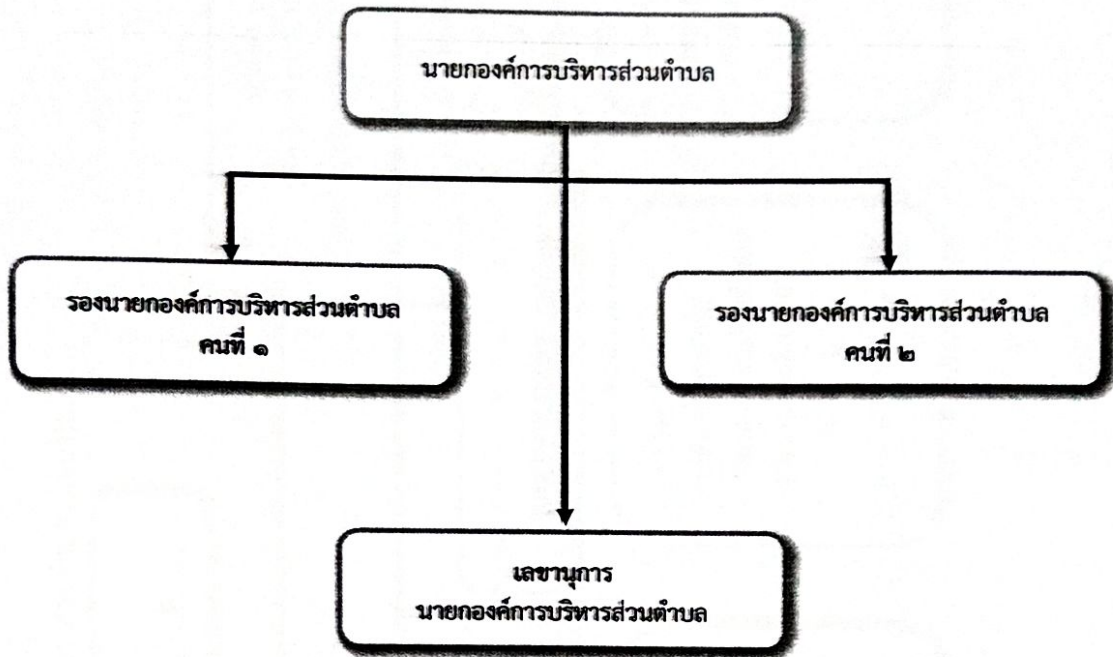 นายกองค์การบริหารส่วนตำบล
รองนายกองค์การบริหารส่วนตำบล
คนที่ ๑
รองนายกองค์การบริหารส่วนตำบล
คนที่ ๒
เลขานุการ
นายกองค์การบริหารส่วนตำบล